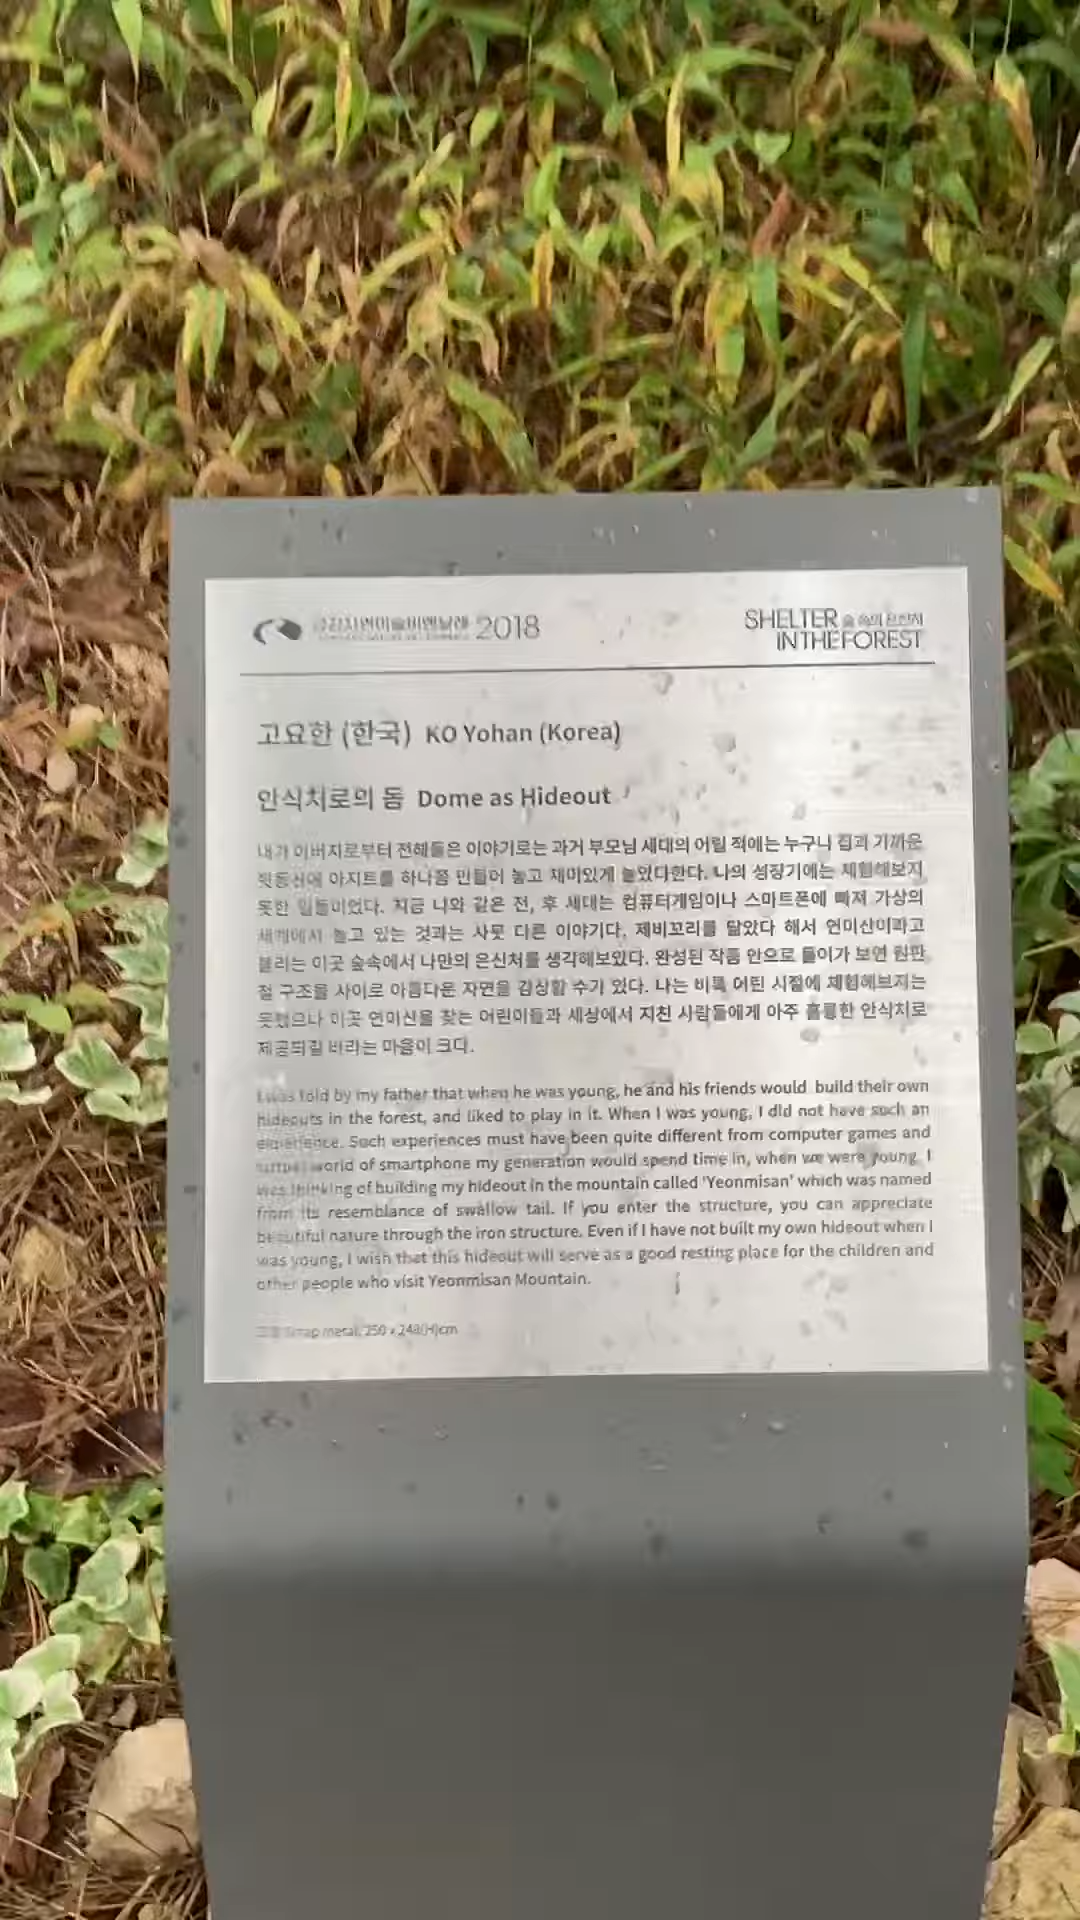 금강자연미술비엔날레 2018
SHELTER 숲 속의 은신처
IN THE FOREST
고요한 (한국) KO Yohan (Korea)
안식처로의 돔 Dome as Hideout
내가 아버지로부터 전해들은 이야기로는 과거 부모님 세대의 어릴 적에는 누구나 집과 가까운
뒷동산에 아지트를 하나쯤 만들어 놓고 재미있게 놀았다한다. 나의 성장기에는 체험해보지
못한 일들이었다. 지금 나와 같은 전, 후 세대는 컴퓨터게임이나 스마트폰에 빠져 가상의
세계에서 놀고 있는 것과는 사뭇 다른 이야기다. 제비꼬리를 닮았다 해서 연미산이라고
불리는 이곳 숲속에서 나만의 은신처를 생각해보았다. 완성된 작품 안으로 들어가 보면 원판
철 구조물 사이로 아름다운 자연을 감상할 수가 있다. 나는 비록 어린 시절에 체험해보지는
못했으나 이곳 연미산을 찾는 어린이들과 세상에서 지친 사람들에게 아주 훌륭한 안식처로
제공되길 바라는 마음이 크다.
I was told by my father that when he was young, he and his friends would build their own
hideouts in the forest, and liked to play in it. When I was young, I did not have such an
experience. Such experiences must have been quite different from computer games and
world of smartphone my generation would spend time in, when we were young. I
was thinking of building my hideout in the mountain called 'Yeonmisan' which was named
from its resemblance of swallow tail. If you enter the structure, you can appreciate
beautiful nature through the iron structure. Even if I have not built my own hideout when I
was young, I wish that this hideout will serve as a good resting place for the children and
other people who visit Yeonmisan Mountain.
Scrap metal, 250 x 248(H)cm